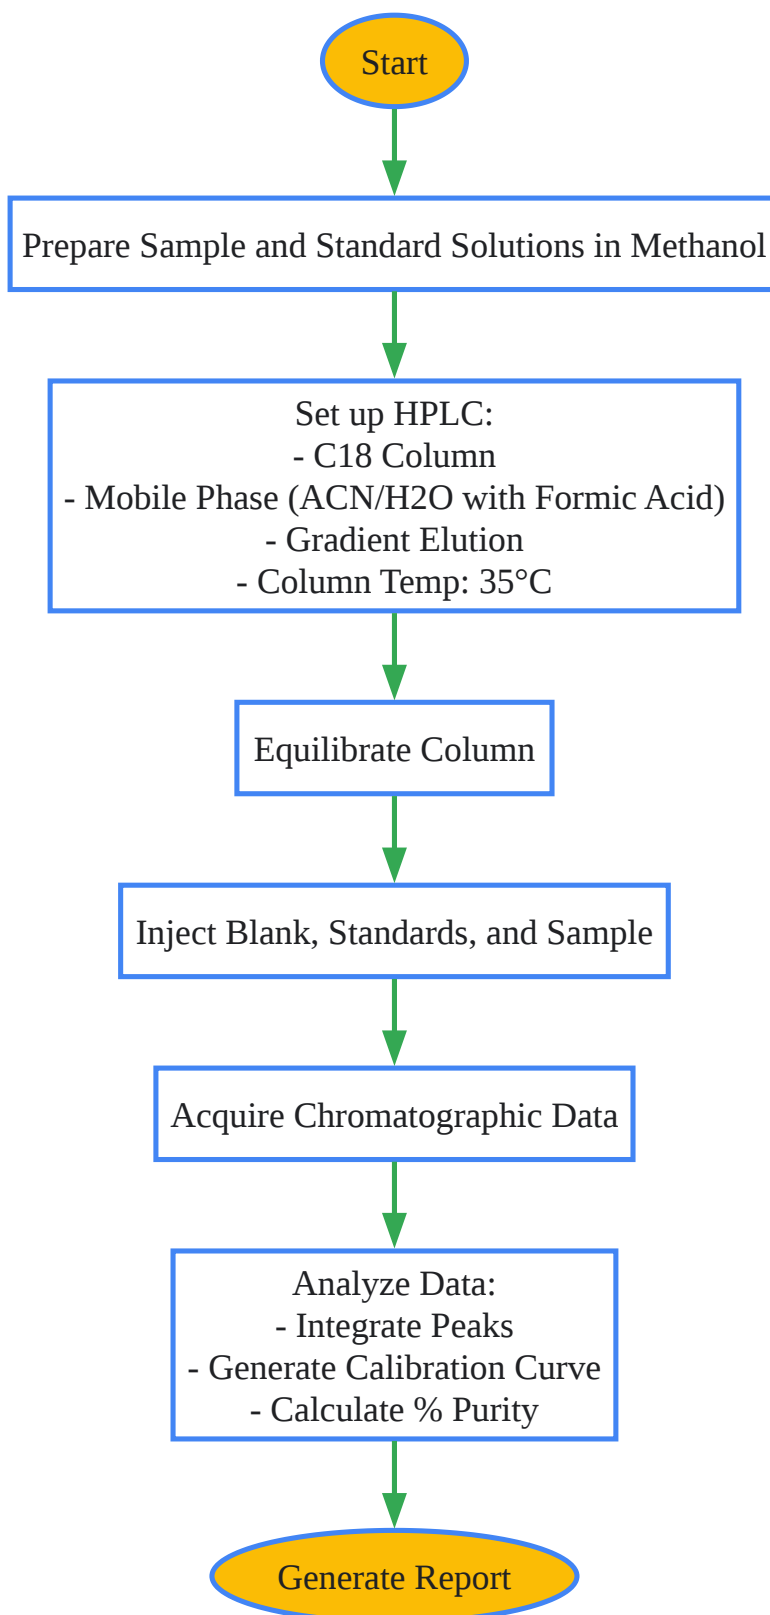 Start
Prepare Sample and Standard Solutions in Methanol
Set up HPLC:
- C18 Column
- Mobile Phase (ACN/H2O with Formic Acid)
- Gradient Elution
- Column Temp: 35°C
Equilibrate Column
Inject Blank, Standards, and Sample
Acquire Chromatographic Data
Analyze Data:
- Integrate Peaks
- Generate Calibration Curve
- Calculate % Purity
Generate Report